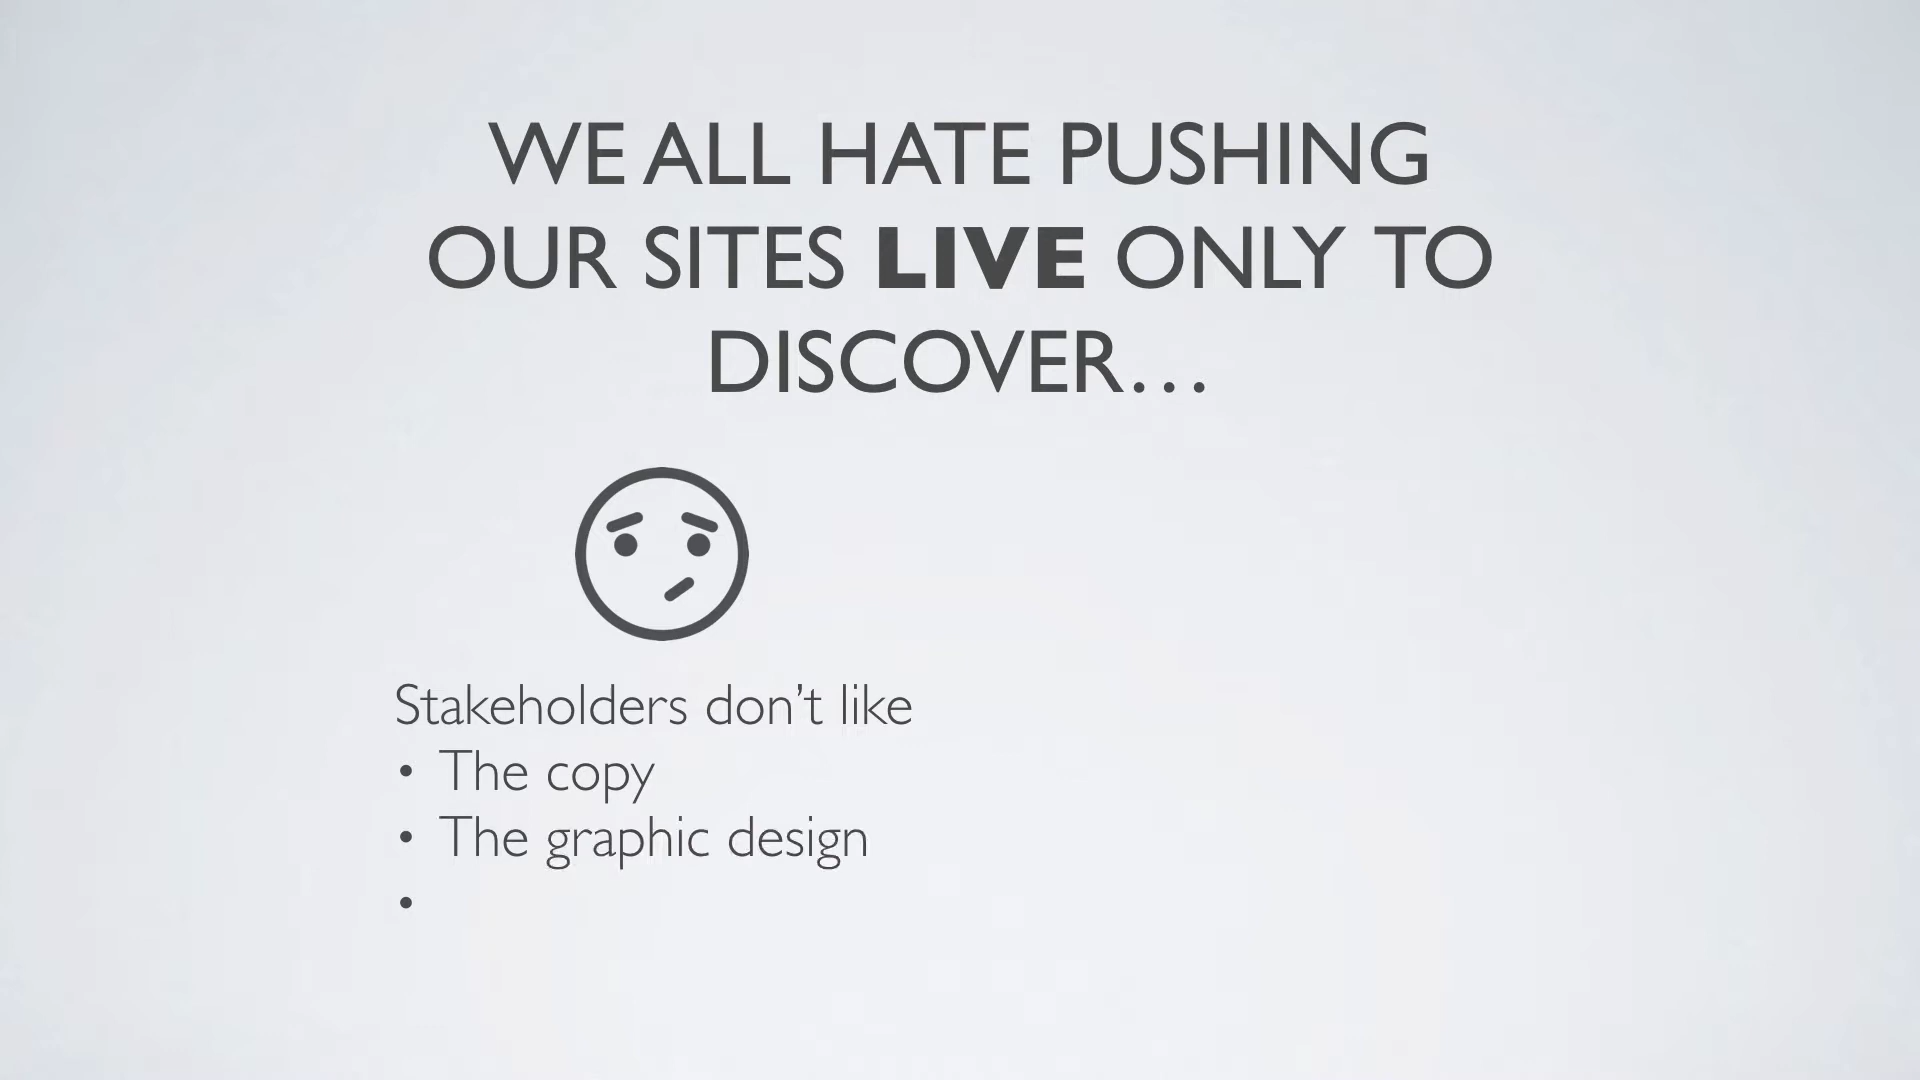 WE ALL HATE PUSHING
OUR SITES LIVE ONLY TO
DISCOVER…
Stakeholders don’t like
• The copy
• The graphic design
•